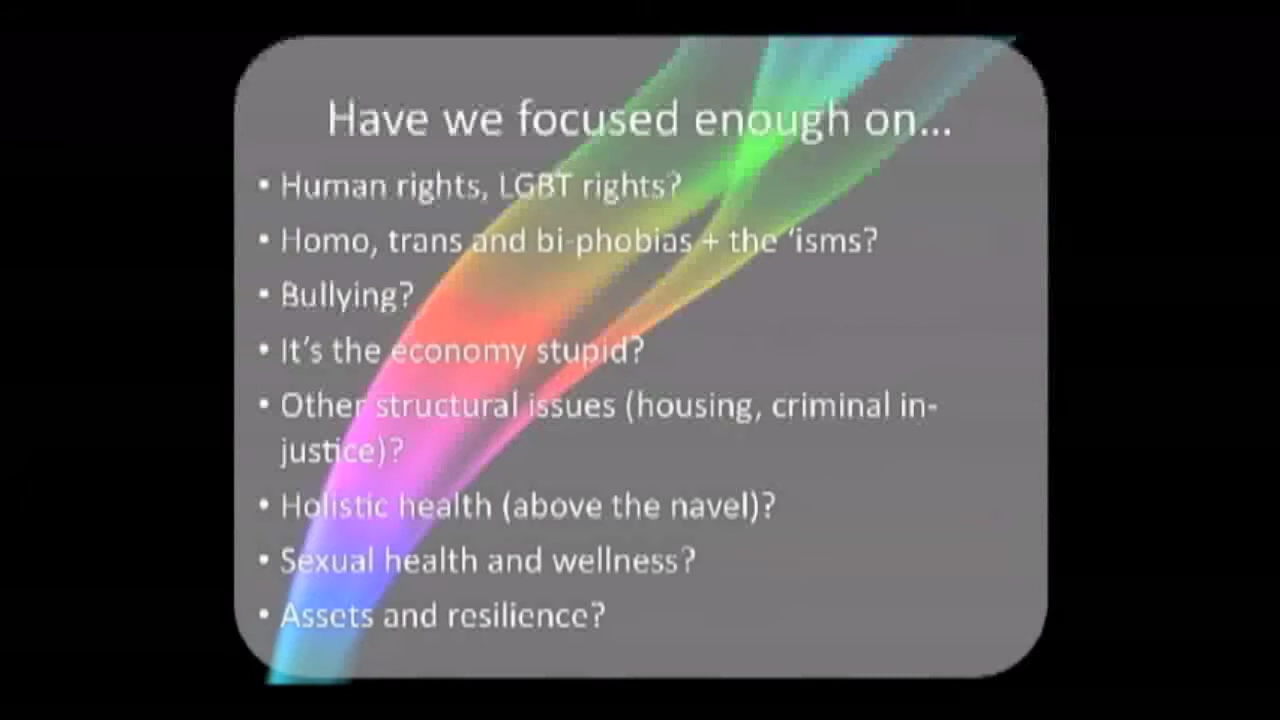 Have we focused enough on...
• Human rights, LGBT rights?
• Homo, trans and bi-phobias + the ‘isms?
• Bullying?
• It’s the economy stupid?
• Other structural issues (housing, criminal in-
justice)?
• Holistic health (above the navel)?
• Sexual health and wellness?
• Assets and resilience?